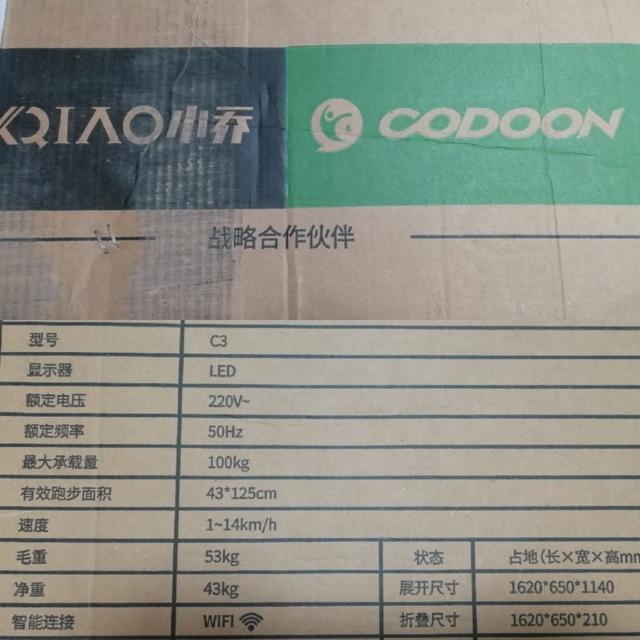 XQIAO小乔
CODOON
战略合作伙伴
型号 C3
显示器 LED
额定电压 220V~
额定频率 50Hz
最大承载量 100kg
有效跑步面积 43*125cm
速度 1~14km/h
毛重 53kg 状态 占地(长×宽×高mm
净重 43kg 展开尺寸 1620*650*1140
智能连接 WIFI 折叠尺寸 1620*650*210